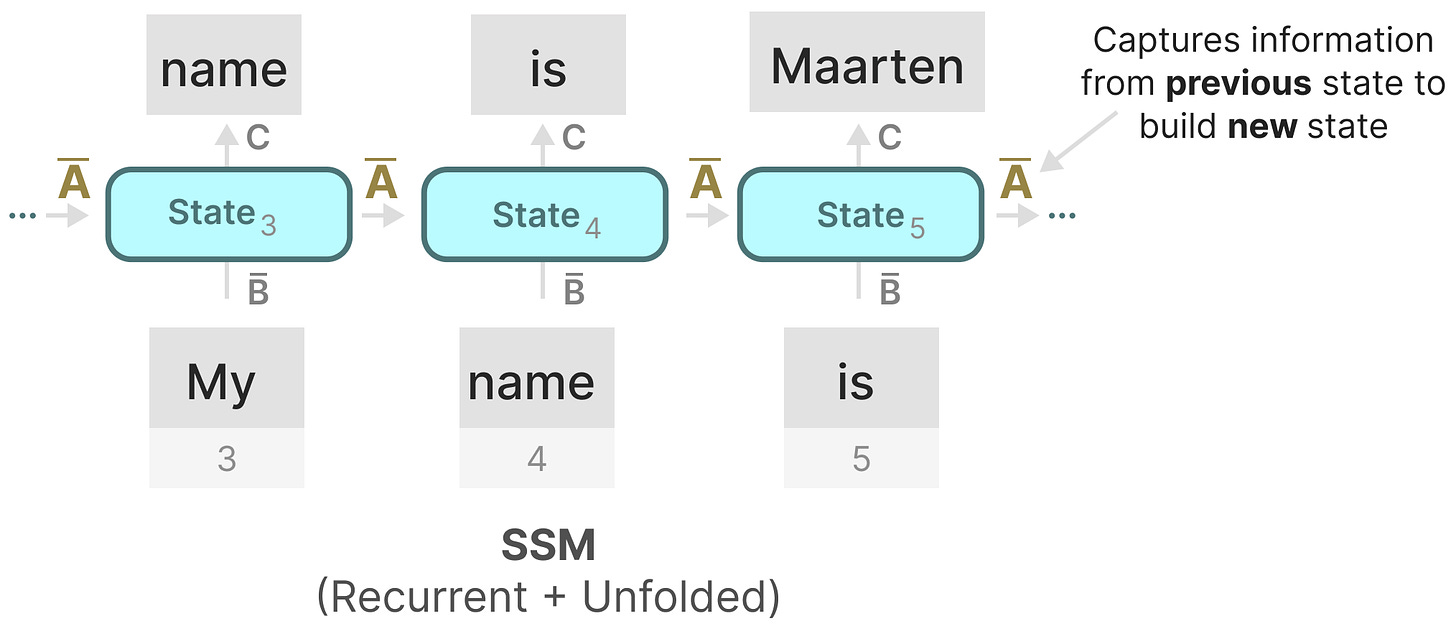 name is Maarten
Captures information
from previous state to
build new state
C C C
A̅ A̅ A̅ A̅
... State₃ State₄ State₅ ...
B̅ B̅ B̅
My name is
3 4 5
SSM
(Recurrent + Unfolded)